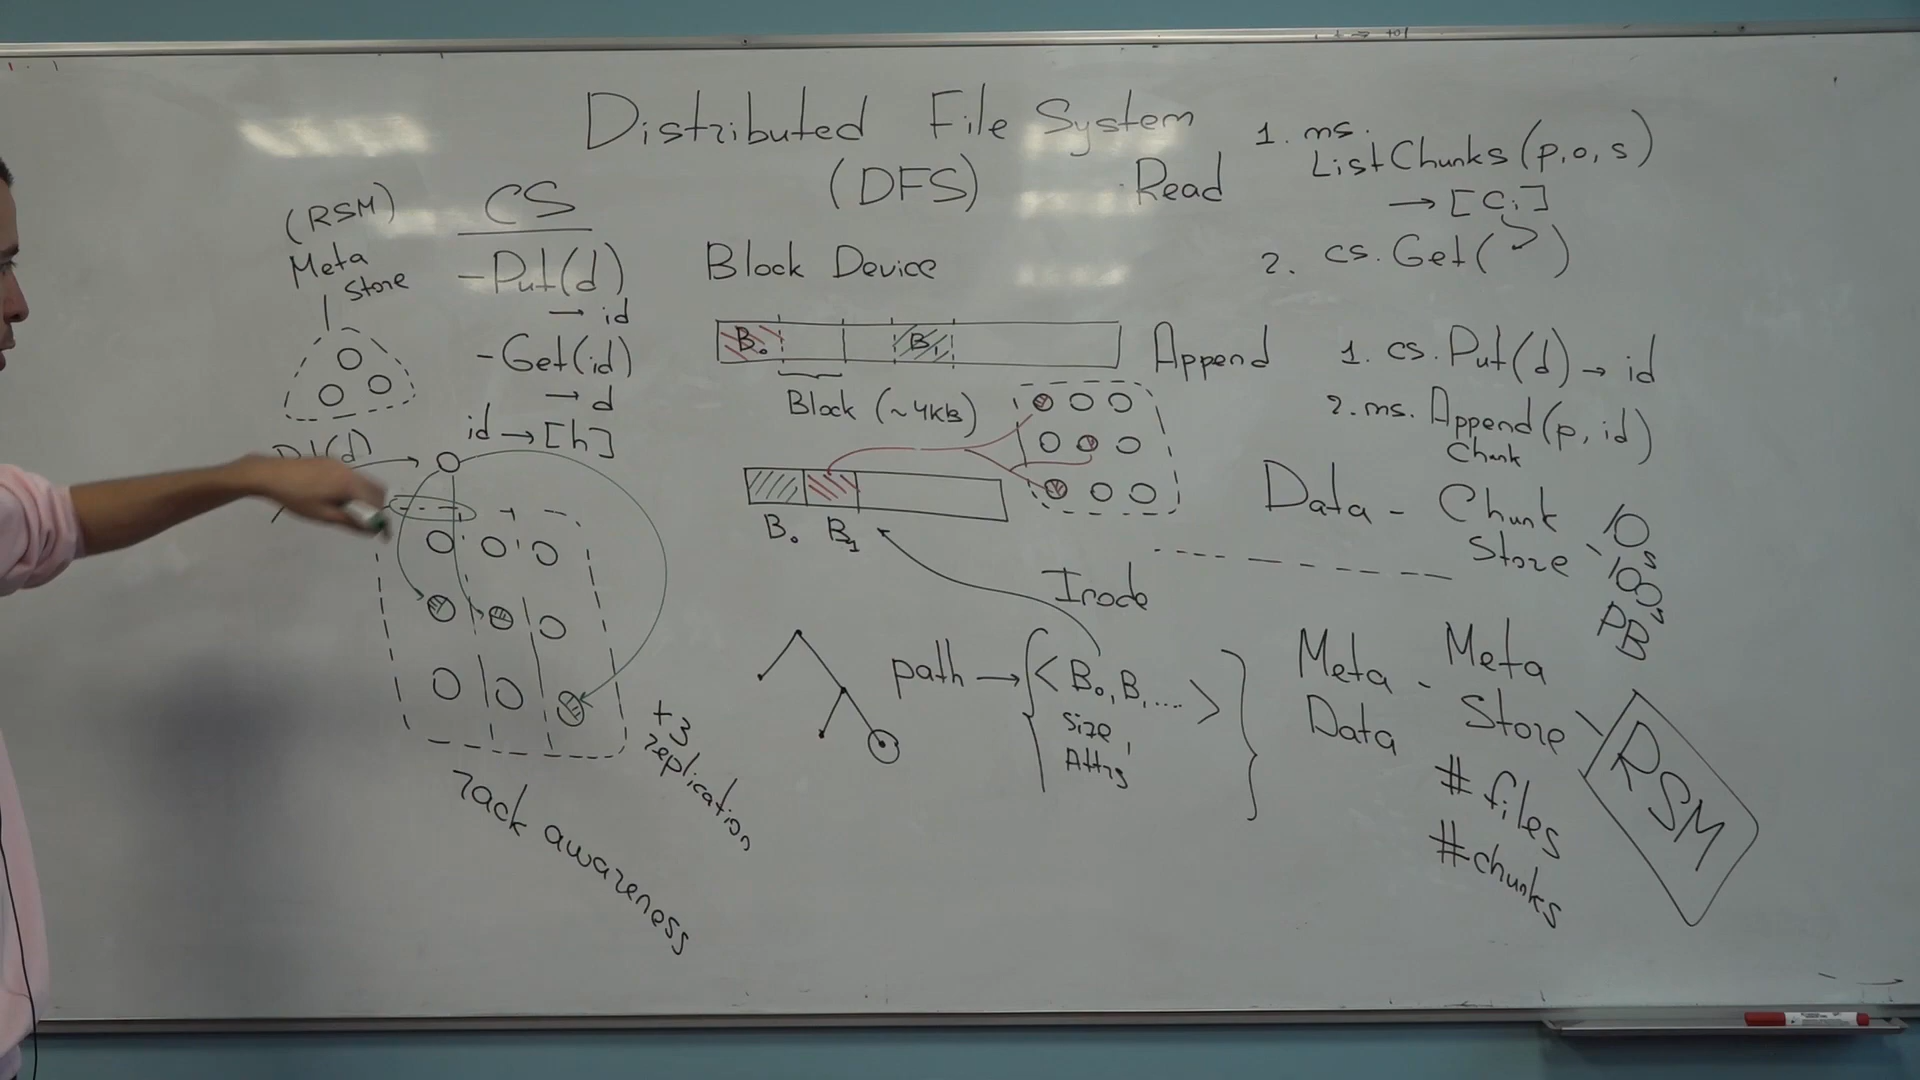 Distributed File System
(DFS)
(RSM)
Meta
Store
CS
-Put(d)
→ id
-Get(id)
→ d
id → [h]
Put(d)
+3
replication
rack awareness
Block Device
B₀
B₁
Block (~4KB)
B₀ B₁
Inode
path → < B₀, B, .... >
Size,
Attrs
Read
1. ms.
ListChunks(p, o, s)
→ [Ci]
2. cs. Get( )
Append
1. cs. Put(d) → id
2. ms. Append(p, id)
Chunk
Data - Chunk
Store
10s
100s
PB
Meta - Meta
Data Store
RSM
# files
#chunks